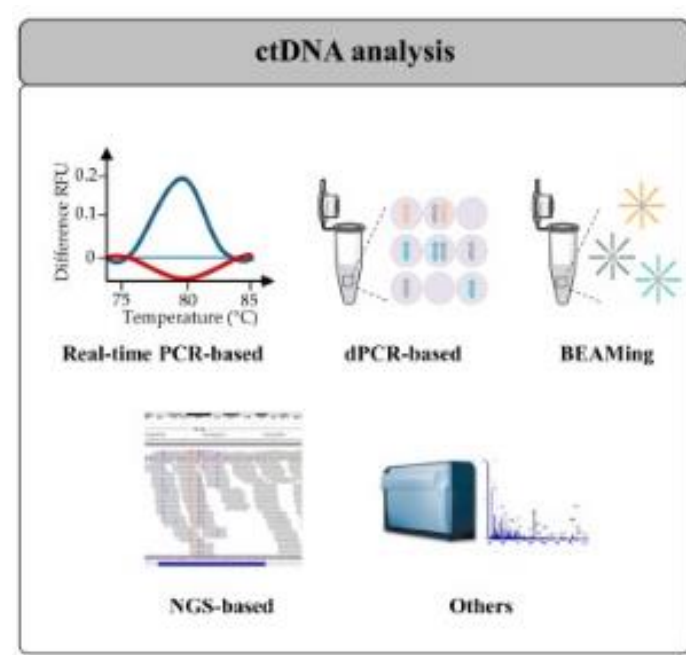 ctDNA analysis
Difference RFU
0.2
0.1
0
75
80
85
Temperature (°C)
Real-time PCR-based
dPCR-based
BEAMing
NGS-based
Others